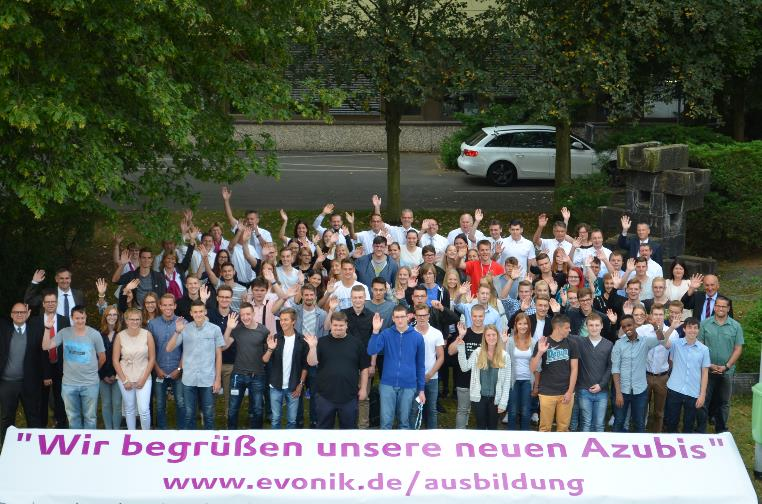 "Wir begrüßen unsere neuen Azubis"
www.evonik.de/ausbildung